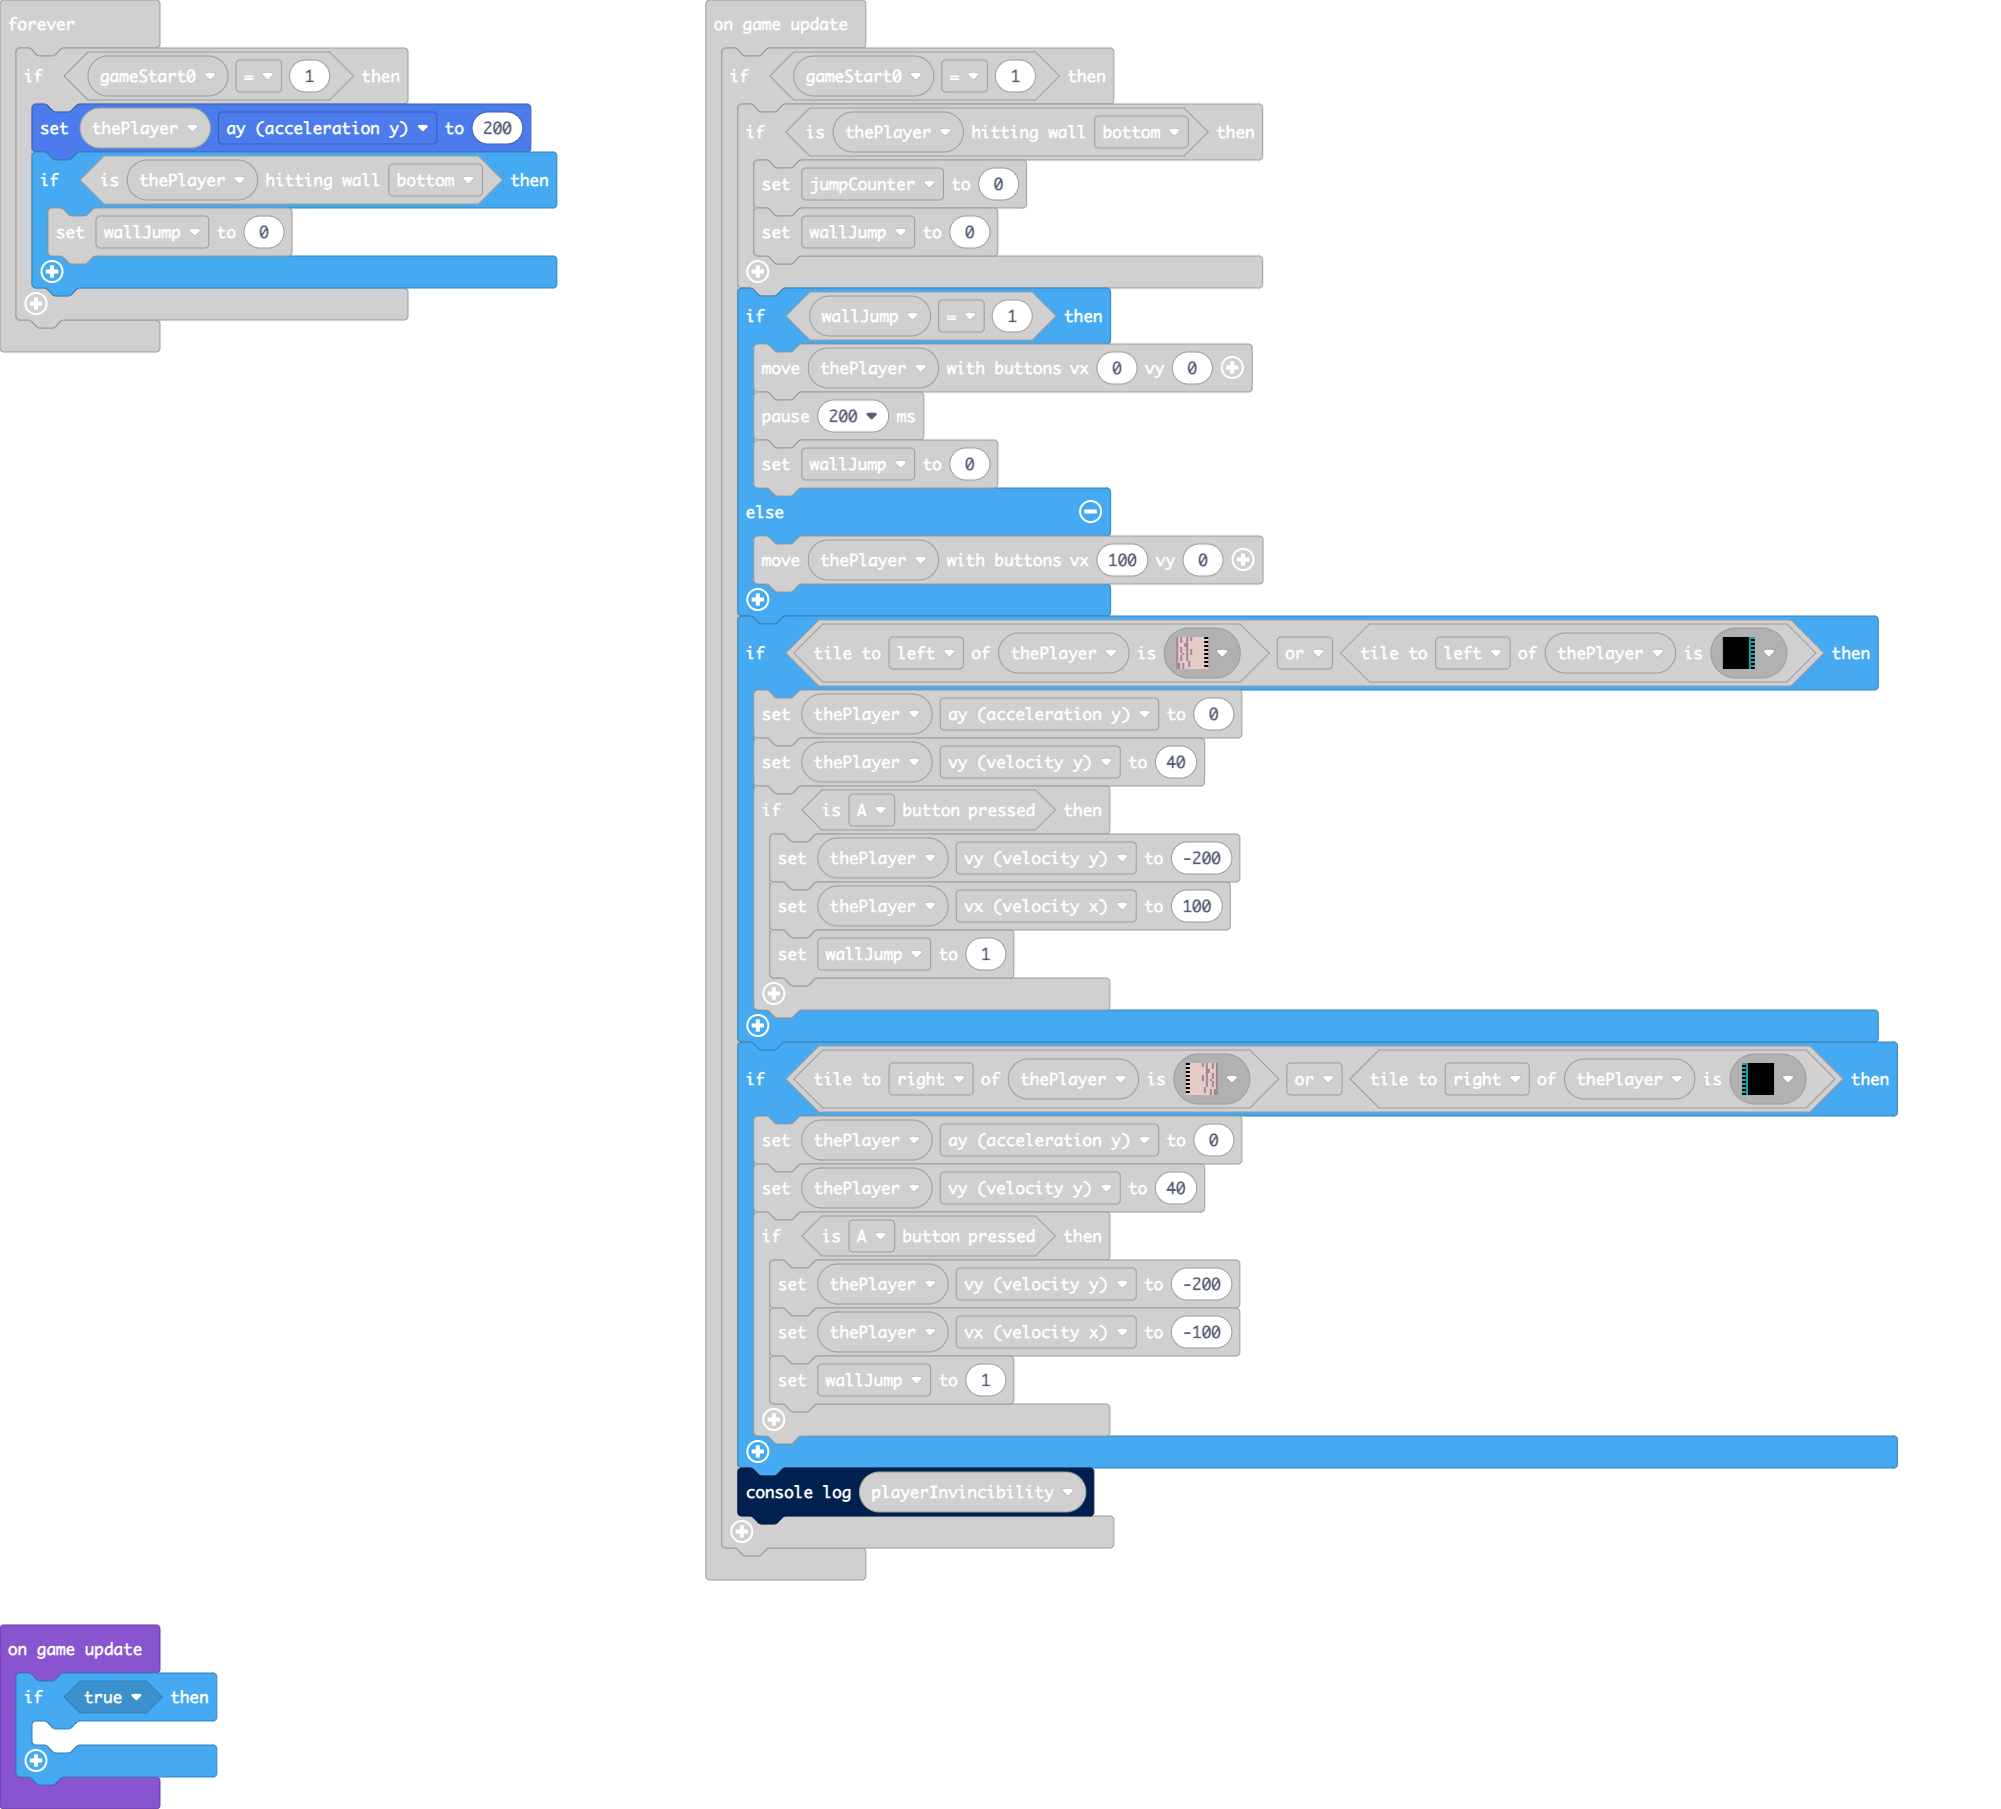 forever
if gameStart0 = 1 then
set thePlayer ay (acceleration y) to 200
if is thePlayer hitting wall bottom then
set wallJump to 0
on game update
if gameStart0 = 1 then
if is thePlayer hitting wall bottom then
set jumpCounter to 0
set wallJump to 0
if wallJump = 1 then
move thePlayer with buttons vx 0 vy 0
pause 200 ms
set wallJump to 0
else
move thePlayer with buttons vx 100 vy 0
if tile to left of thePlayer is or tile to left of thePlayer is then
set thePlayer ay (acceleration y) to 0
set thePlayer vy (velocity y) to 40
if is A button pressed then
set thePlayer vy (velocity y) to -200
set thePlayer vx (velocity x) to 100
set wallJump to 1
if tile to right of thePlayer is or tile to right of thePlayer is then
set thePlayer ay (acceleration y) to 0
set thePlayer vy (velocity y) to 40
if is A button pressed then
set thePlayer vy (velocity y) to -200
set thePlayer vx (velocity x) to -100
set wallJump to 1
console log playerInvincibility
on game update
if true then